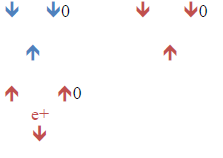 🡻 🡻0 🡻 🡻0
🡹 🡹
🡹 🡹0
e+
🡻